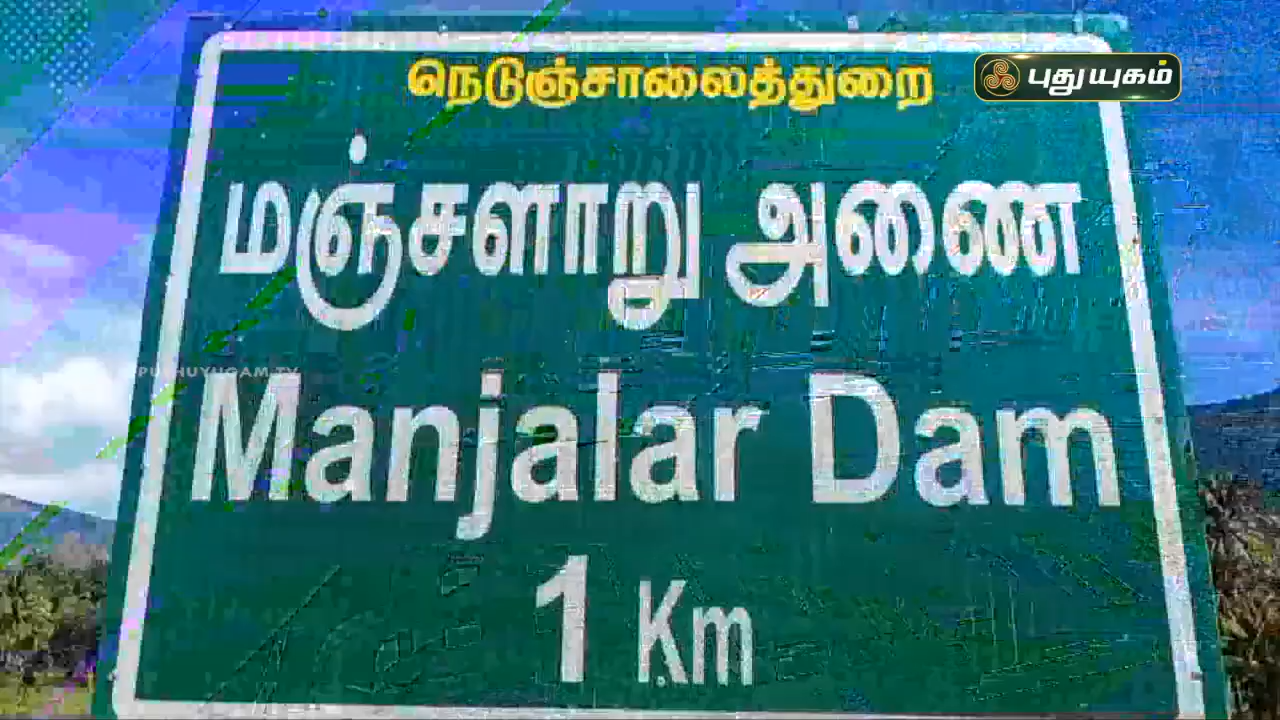 நெடுஞ்சாலைத்துறை
புதுயுகம்
மஞ்சளாறு அணை
PUTHUYUGAM TV
Manjalar Dam
1 Km